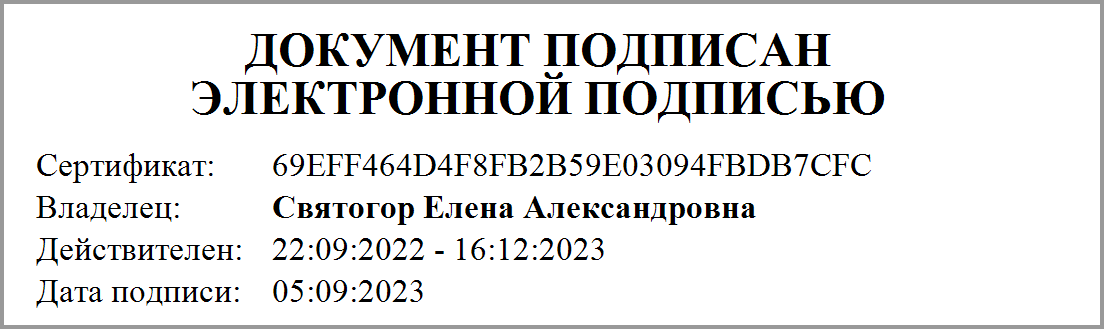 ДОКУМЕНТ ПОДПИСАН
ЭЛЕКТРОННОЙ ПОДПИСЬЮ
Сертификат: 69EFF464D4F8FB2B59E03094FBDB7CFC
Владелец: Святогор Елена Александровна
Действителен: 22:09:2022 - 16:12:2023
Дата подписи: 05:09:2023